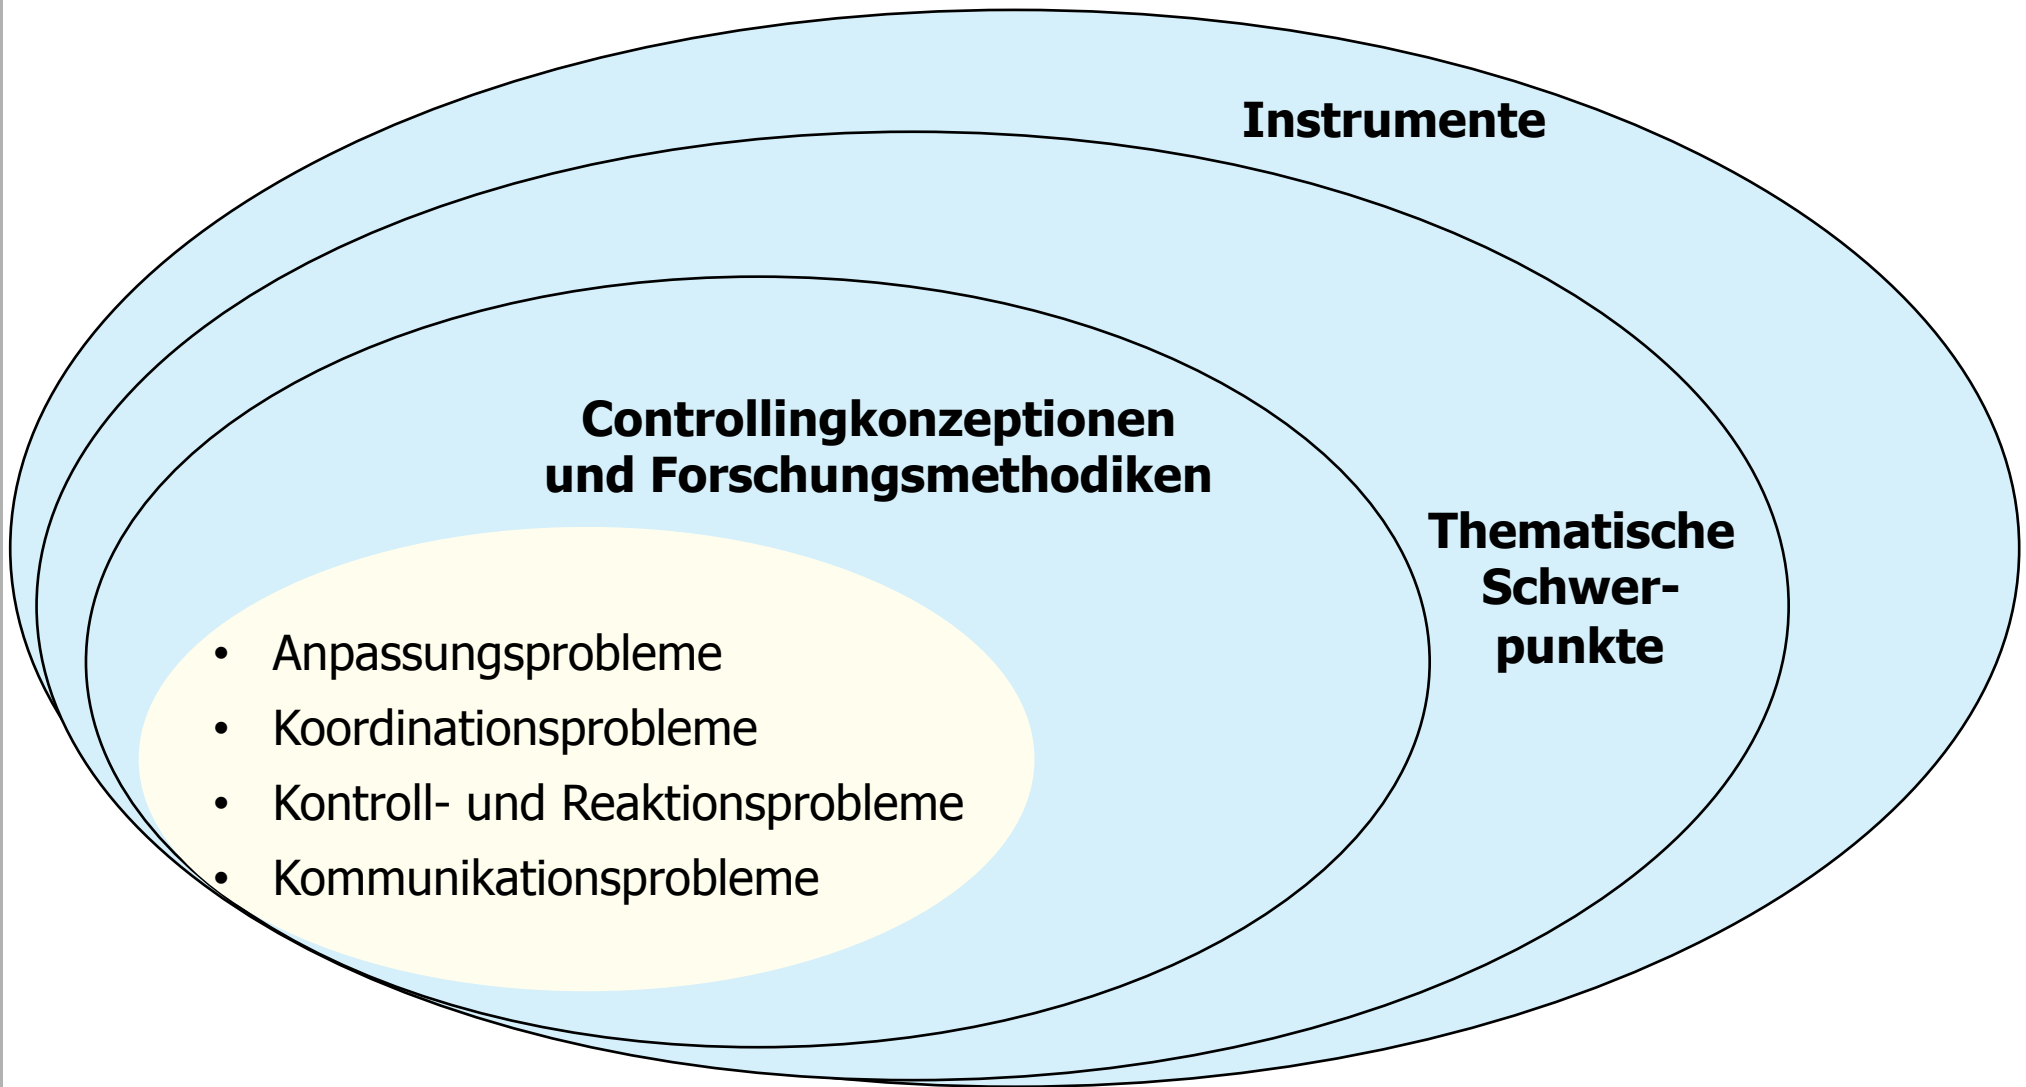 Instrumente
Controllingkonzeptionen
und Forschungsmethodiken
Thematische
Schwer-
punkte
• Anpassungsprobleme
• Koordinationsprobleme
• Kontroll- und Reaktionsprobleme
• Kommunikationsprobleme